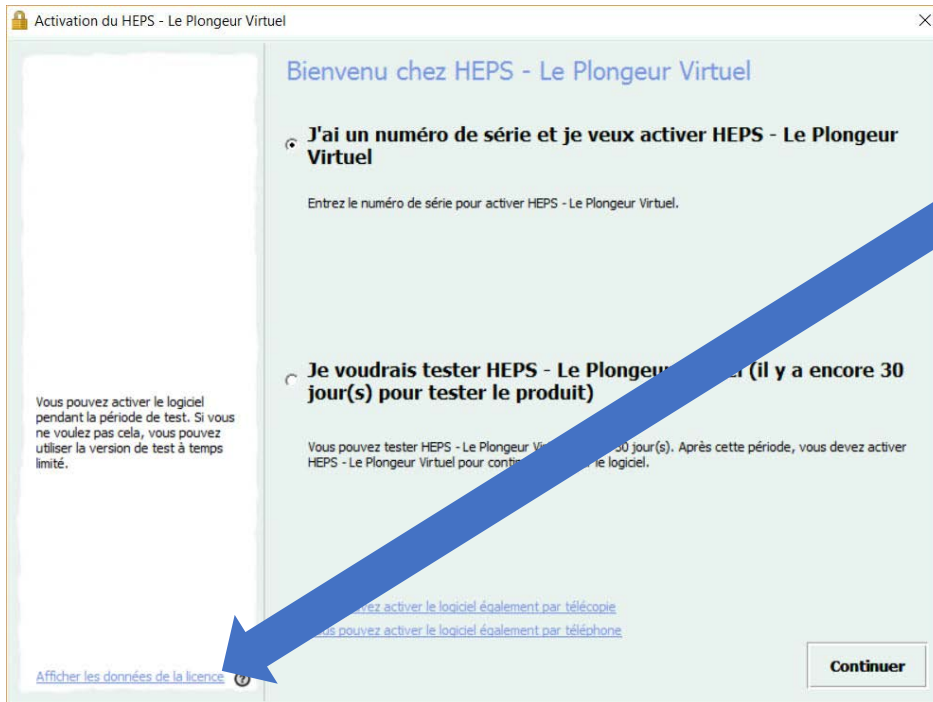 Activation du HEPS - Le Plongeur Virtuel
Bienvenu chez HEPS - Le Plongeur Virtuel
J'ai un numéro de série et je veux activer HEPS - Le Plongeur
Virtuel
Entrez le numéro de série pour activer HEPS - Le Plongeur Virtuel.
Je voudrais tester HEPS - Le Plongeur (il y a encore 30
jour(s) pour tester le produit)
Vous pouvez tester HEPS - Le Plongeur jour(s). Après cette période, vous devez activer
HEPS - Le Plongeur Virtuel pour le logiciel.
Vous pouvez activer le logiciel
pendant la période de test. Si vous
ne voulez pas cela, vous pouvez
utiliser la version de test à temps
limité.
activer le logiciel également par télécopie
pouvez activer le logiciel également par téléphone
Afficher les données de la licence
Continuer